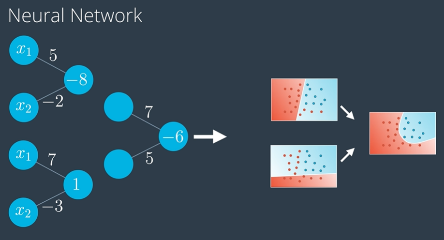 Neural Network
x₁
5
−8
x₂
−2
7
−6
5
x₁
7
1
x₂
−3